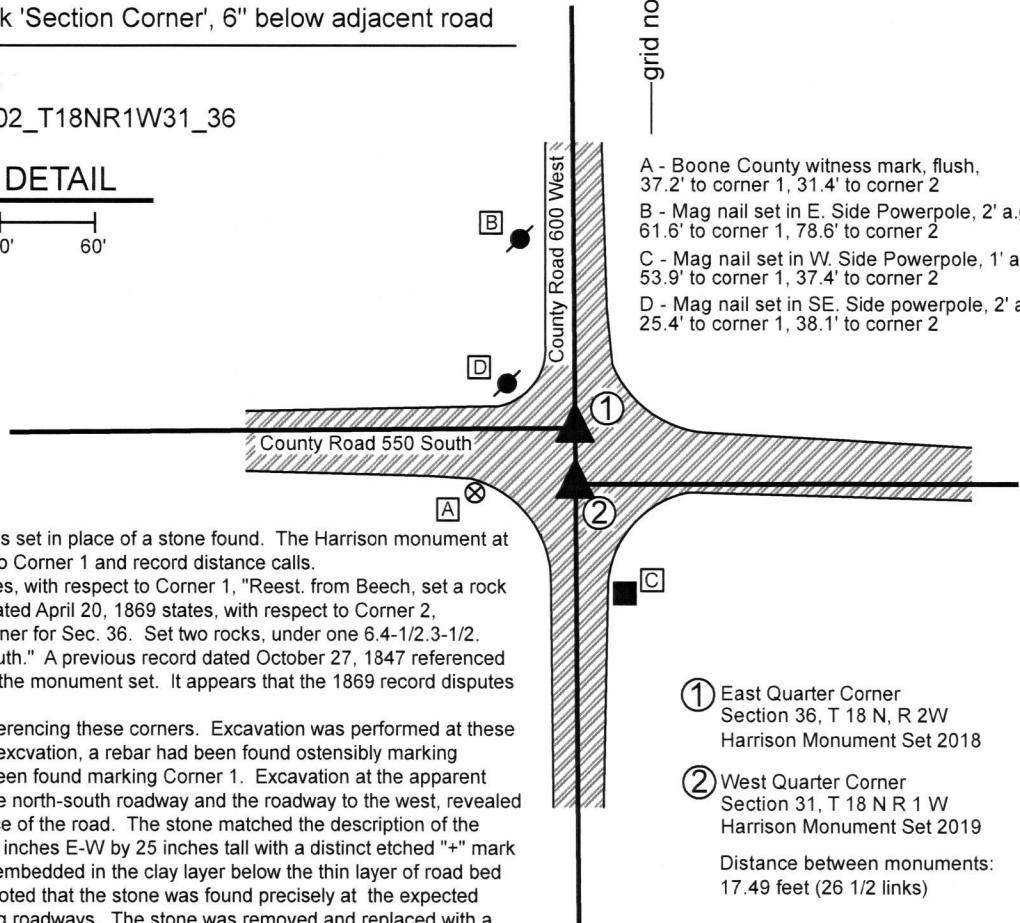 k 'Section Corner', 6" below adjacent road
02_T18NR1W31_36
DETAIL
0' 60'
grid no
A - Boone County witness mark, flush,
37.2' to corner 1, 31.4' to corner 2
B - Mag nail set in E. Side Powerpole, 2' a.
61.6' to corner 1, 78.6' to corner 2
C - Mag nail set in W. Side Powerpole, 1' a
53.9' to corner 1, 37.4' to corner 2
D - Mag nail set in SE. Side powerpole, 2' a
25.4' to corner 1, 38.1' to corner 2
B
County Road 600 West
D
1
County Road 550 South
A
2
C
s set in place of a stone found. The Harrison monument at
o Corner 1 and record distance calls.
es, with respect to Corner 1, "Reest. from Beech, set a rock
ated April 20, 1869 states, with respect to Corner 2,
ner for Sec. 36. Set two rocks, under one 6.4-1/2.3-1/2.
uth." A previous record dated October 27, 1847 referenced
the monument set. It appears that the 1869 record disputes
erencing these corners. Excavation was performed at these
excvation, a rebar had been found ostensibly marking
een found marking Corner 1. Excavation at the apparent
e north-south roadway and the roadway to the west, revealed
ce of the road. The stone matched the description of the
inches E-W by 25 inches tall with a distinct etched "+" mark
embedded in the clay layer below the thin layer of road bed
oted that the stone was found precisely at the expected
g roadways. The stone was removed and replaced with a
1 East Quarter Corner
Section 36, T 18 N, R 2W
Harrison Monument Set 2018
2 West Quarter Corner
Section 31, T 18 N R 1 W
Harrison Monument Set 2019
Distance between monuments:
17.49 feet (26 1/2 links)